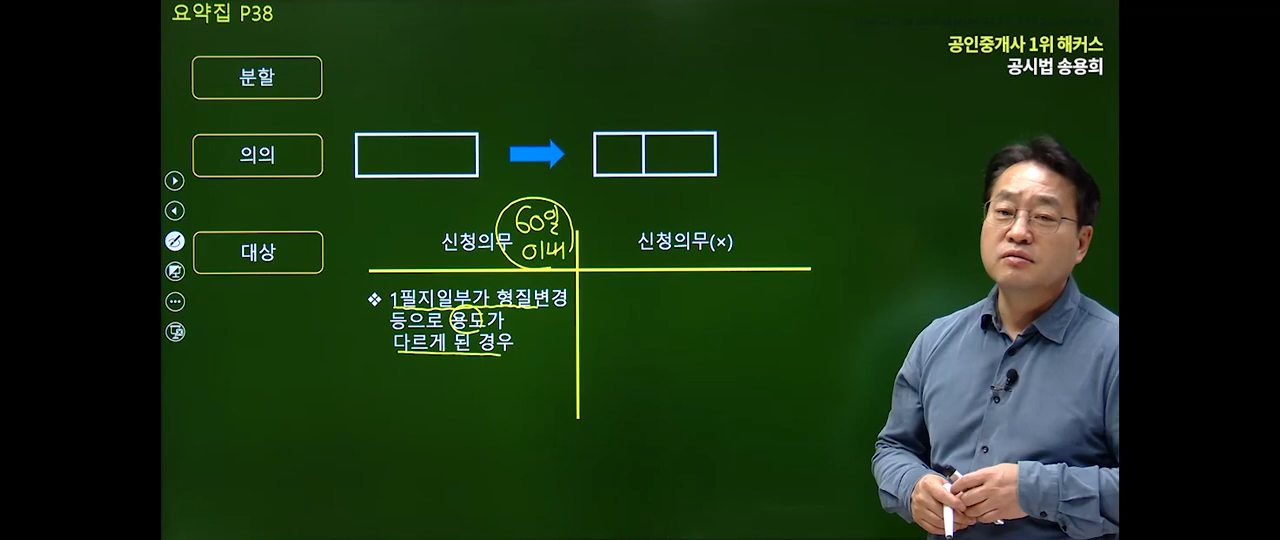 요약집 P38
공인중개사 1위 해커스
공시법 송용희
분할
의의
60일
이내
대상
신청의무
신청의무(×)
❖ 1필지일부가 형질변경
등으로 용도가
다르게 된 경우